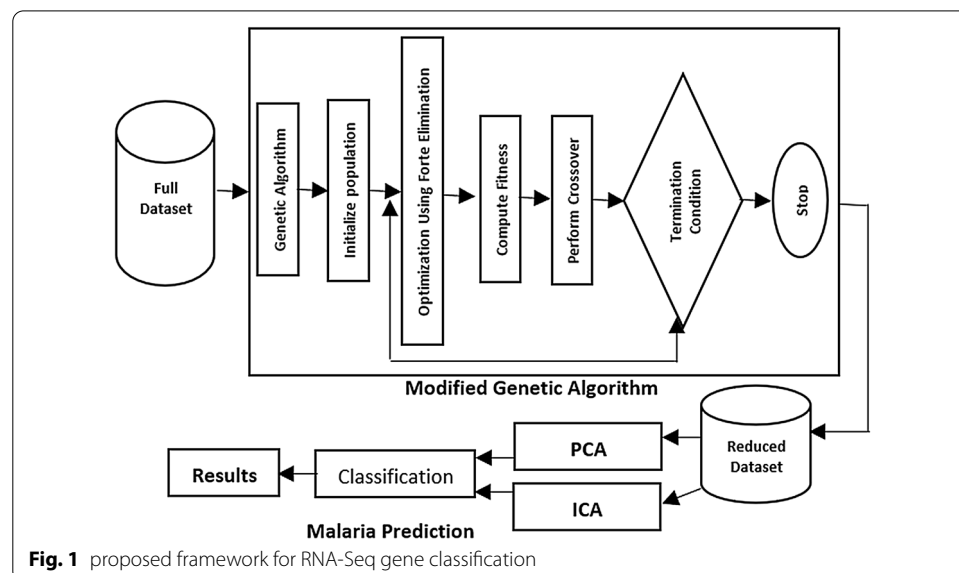 Full
Dataset
Genetic Algorithm
Initialize population
Optimization Using Forte Elimination
Compute Fitness
Perform Crossover
Termination
Condition
Stop
Modified Genetic Algorithm
Reduced
Dataset
PCA
ICA
Classification
Results
Malaria Prediction
Fig. 1 proposed framework for RNA-Seq gene classification